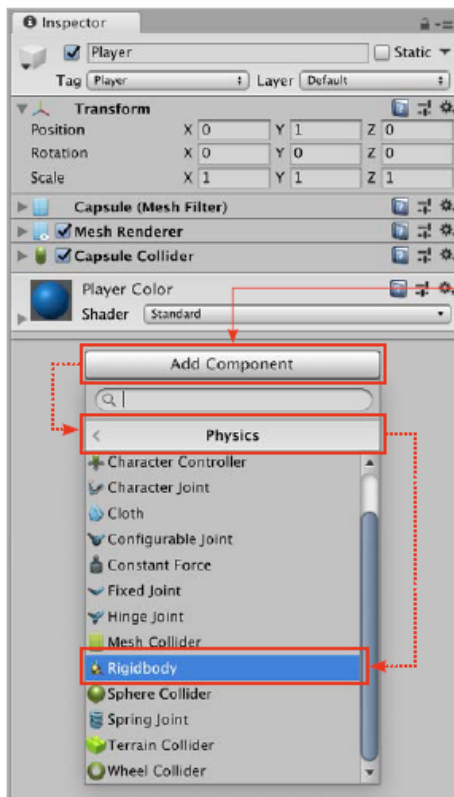 Inspector
Player Static
Tag Player Layer Default
Transform
Position X 0 Y 1 Z 0
Rotation X 0 Y 0 Z 0
Scale X 1 Y 1 Z 1
Capsule (Mesh Filter)
Mesh Renderer
Capsule Collider
Player Color
Shader Standard
Add Component
Physics
Character Controller
Character Joint
Cloth
Configurable Joint
Constant Force
Fixed Joint
Hinge Joint
Mesh Collider
Rigidbody
Sphere Collider
Spring Joint
Terrain Collider
Wheel Collider